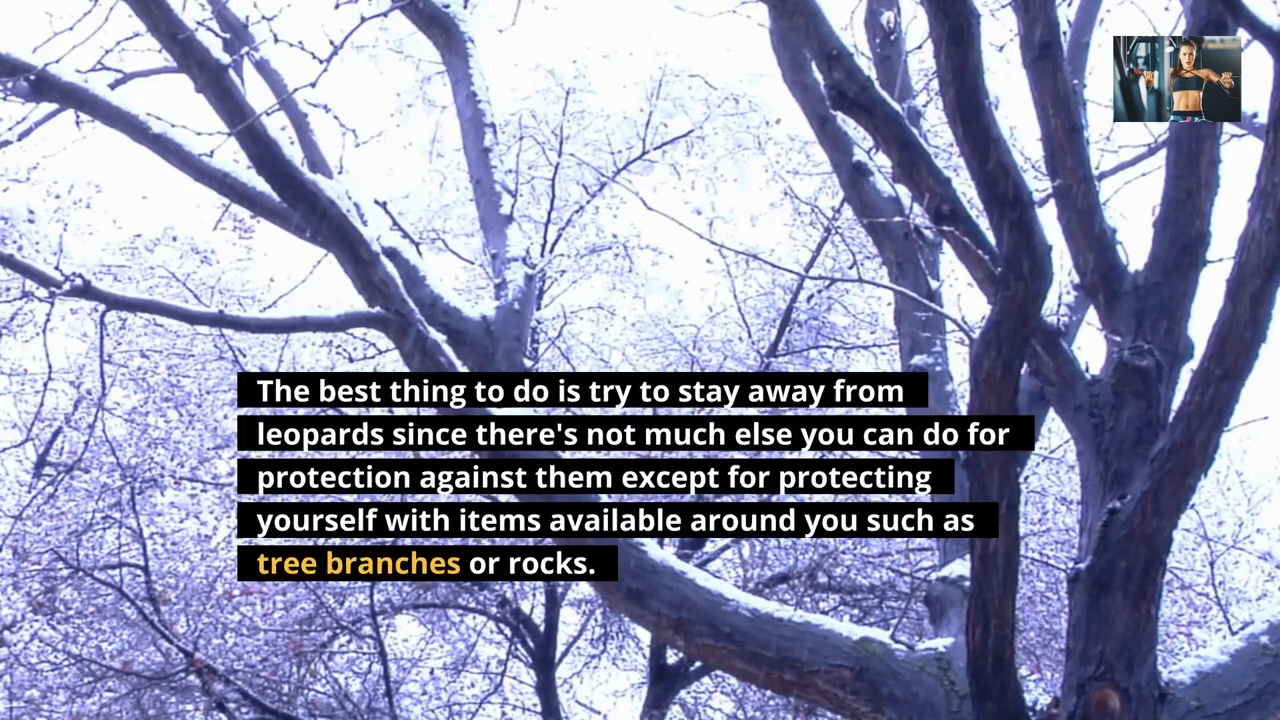 The best thing to do is try to stay away from
leopards since there's not much else you can do for
protection against them except for protecting
yourself with items available around you such as
tree branches or rocks.